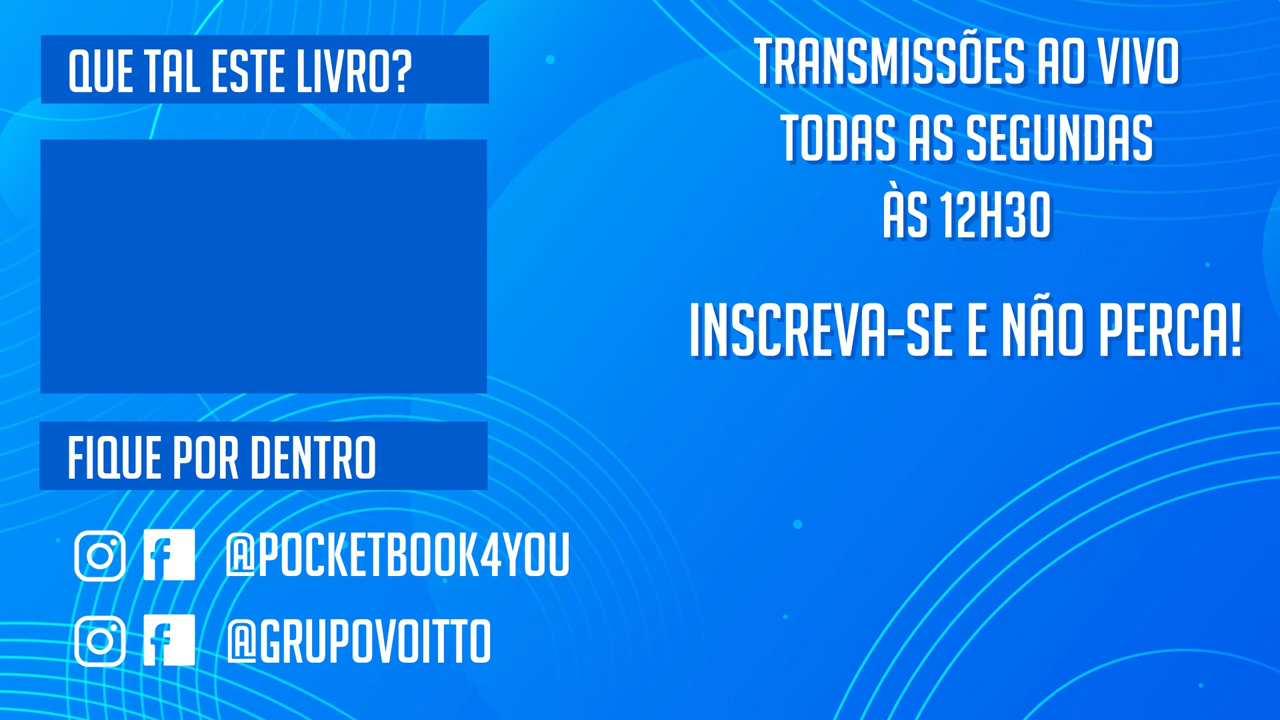 QUE TAL ESTE LIVRO?
FIQUE POR DENTRO
@POCKETBOOK4YOU
@GRUPOVOITTO
TRANSMISSÕES AO VIVO
TODAS AS SEGUNDAS
ÀS 12H30
INSCREVA-SE E NÃO PERCA!